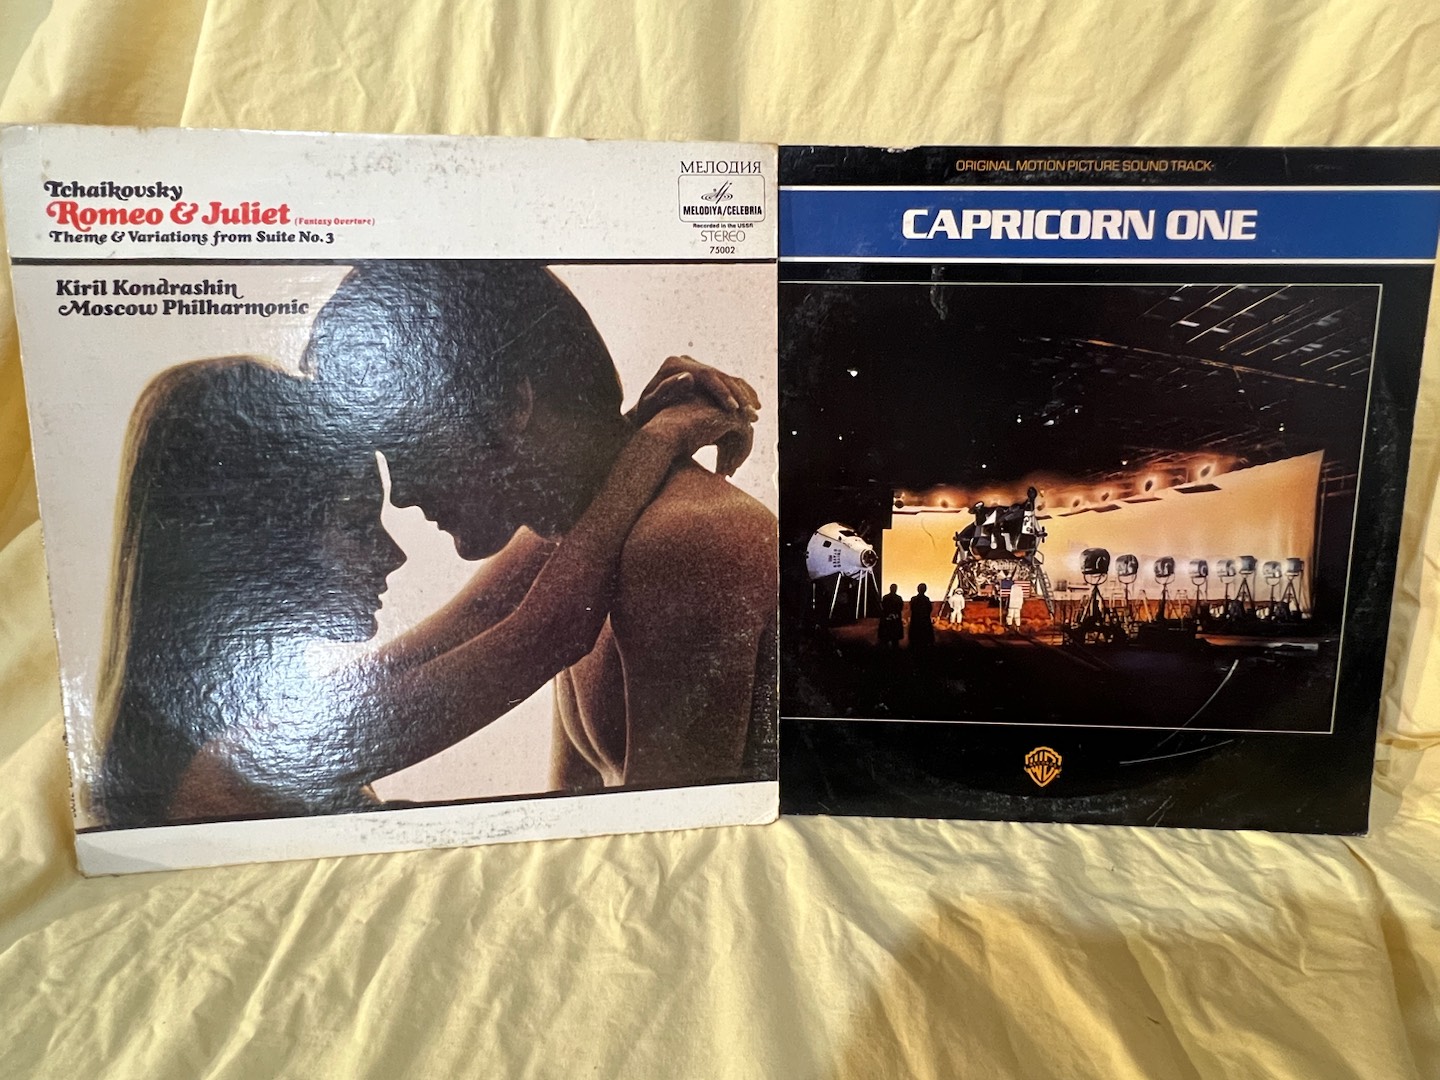 Tchaikovsky
Romeo & Juliet (Fantasy Overture)
Theme & Variations from Suite No. 3
Kiril Kondrashin
Moscow Philharmonic
МЕЛОДИЯ
MELODIYA/CELEBRIA
Recorded in the USSR
STEREO
75002
ORIGINAL MOTION PICTURE SOUND TRACK
CAPRICORN ONE